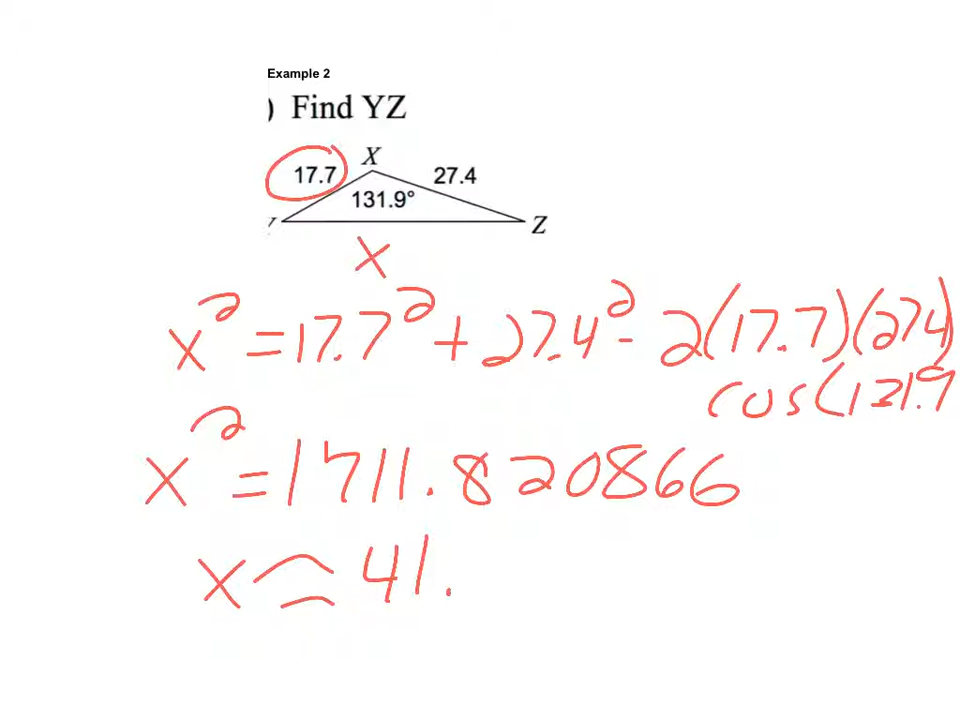 Example 2
) Find YZ
X
17.7
27.4
131.9°
Z
x
x² = 17.7² + 27.4² - 2(17.7)(27.4)
cos(131.9
x² = 1711.820866
x ≈ 41.